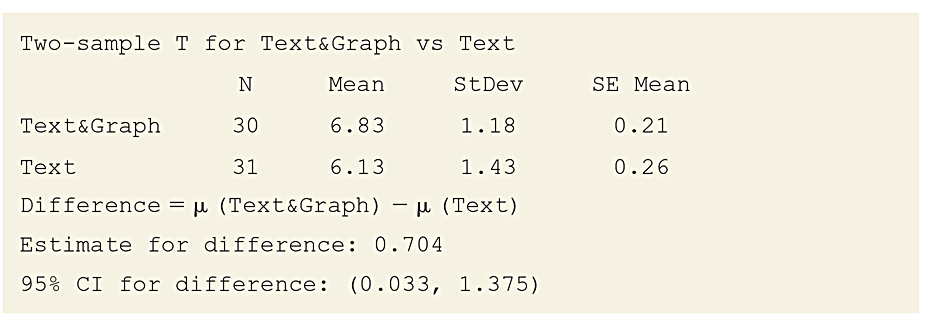 Two-sample T for Text&Graph vs Text
N Mean StDev SE Mean
Text&Graph 30 6.83 1.18 0.21
Text 31 6.13 1.43 0.26
Difference = μ (Text&Graph) − μ (Text)
Estimate for difference: 0.704
95% CI for difference: (0.033, 1.375)